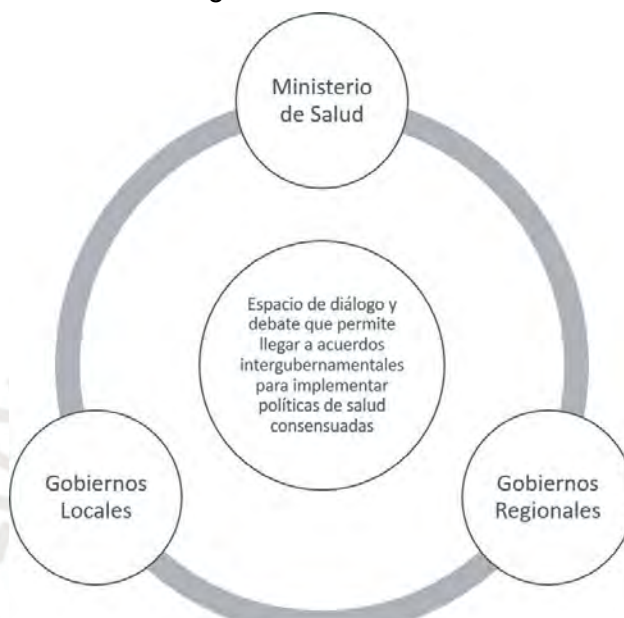 Ministerio
de Salud
Espacio de diálogo y
debate que permite
llegar a acuerdos
intergubernamentales
para implementar
políticas de salud
consensuadas
Gobiernos
Locales
Gobiernos
Regionales